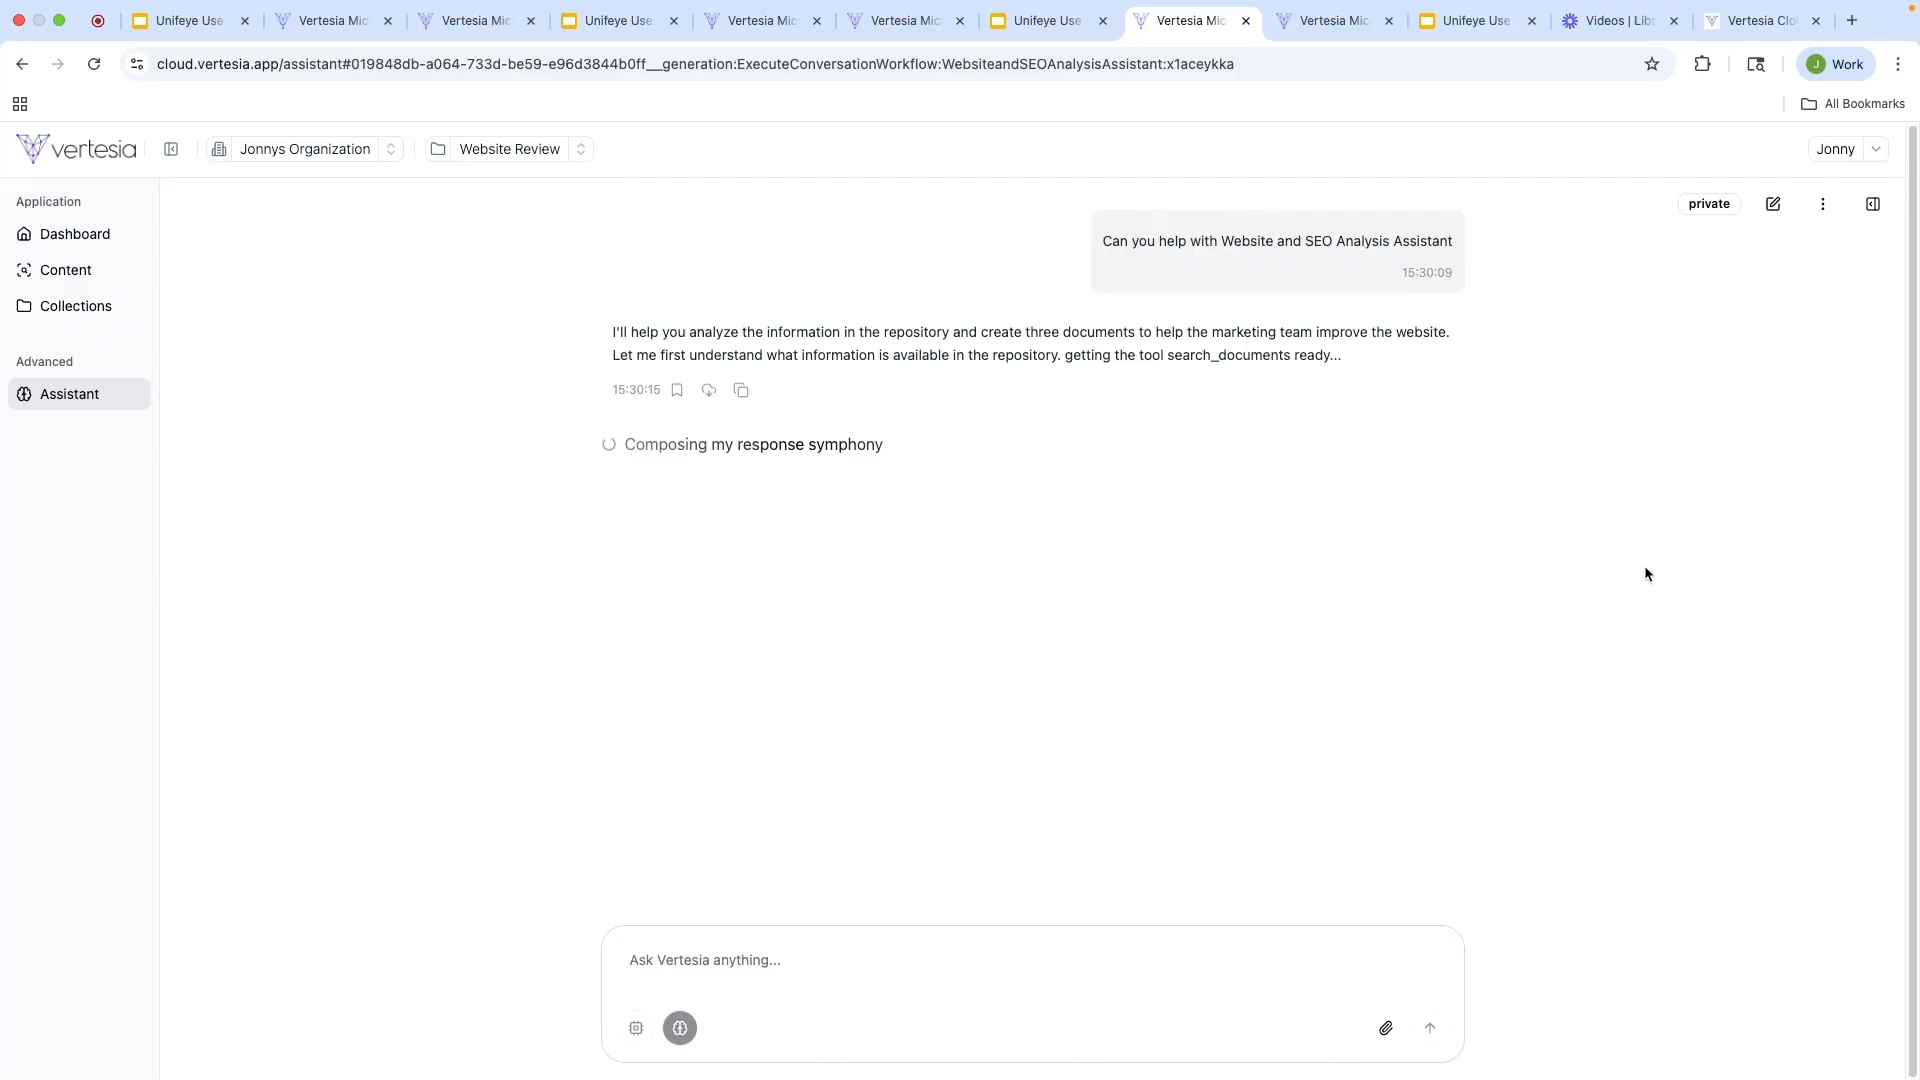 Unifeye Use
Vertesia Mic
Vertesia Mic
Unifeye Use
Vertesia Mic
Vertesia Mic
Unifeye Use
Vertesia Mic
Vertesia Mic
Unifeye Use
Videos | Libr
Vertesia Clou
cloud.vertesia.app/assistant#019848db-a064-733d-be59-e96d3844b0ff__generation:ExecuteConversationWorkflow:WebsiteandSEOAnalysisAssistant:x1aceykka
J Work
All Bookmarks
vertesia
Jonnys Organization
Website Review
Jonny
Application
Dashboard
Content
Collections
Advanced
Assistant
private
Can you help with Website and SEO Analysis Assistant
15:30:09
I'll help you analyze the information in the repository and create three documents to help the marketing team improve the website.
Let me first understand what information is available in the repository. getting the tool search_documents ready...
15:30:15
Composing my response symphony
Ask Vertesia anything...